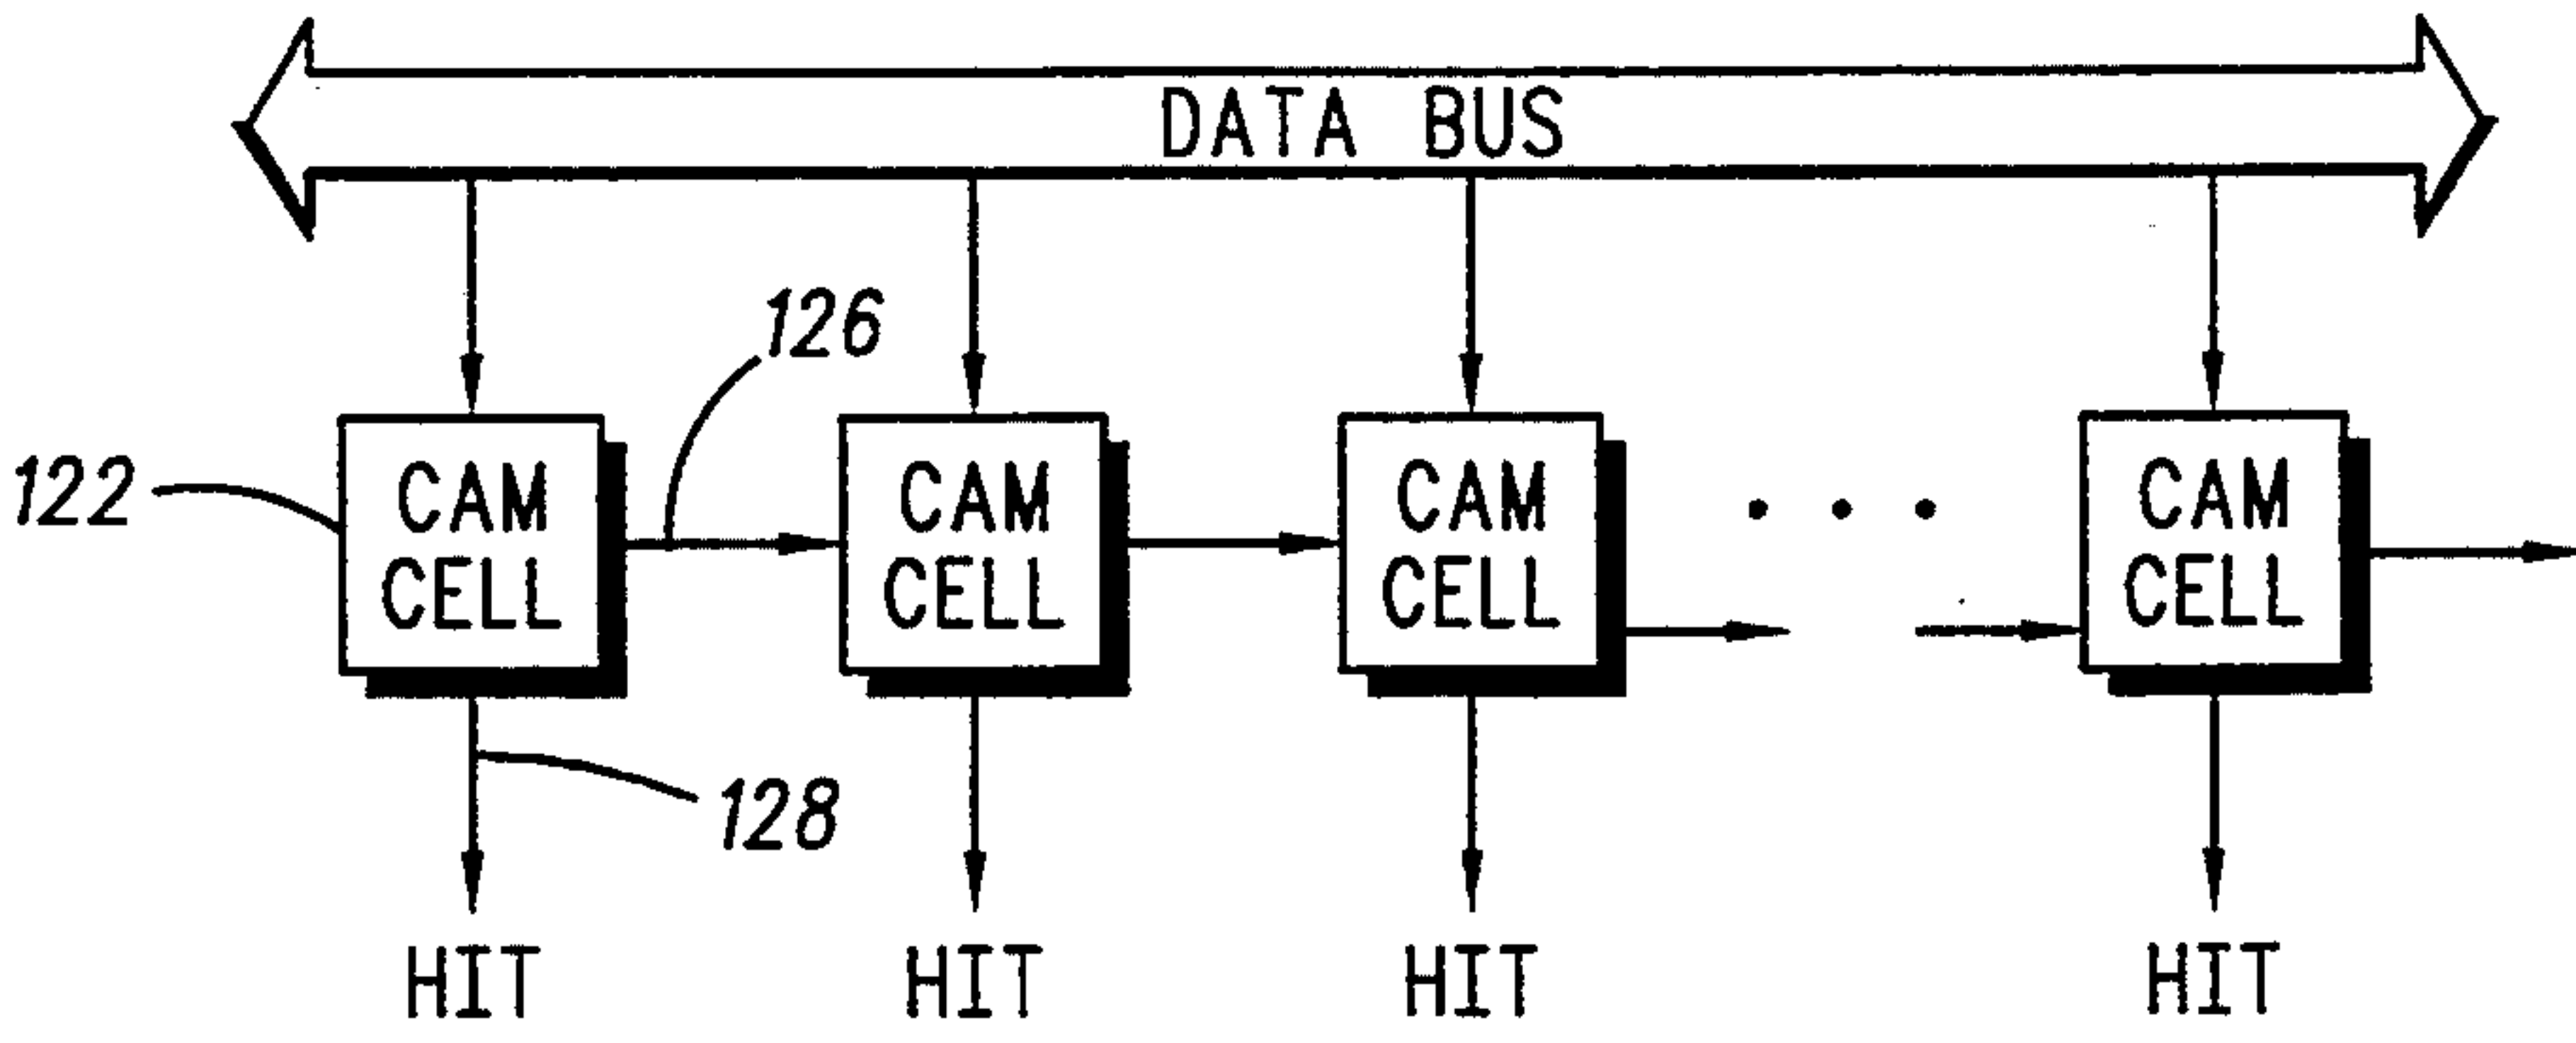 DATA BUS
126
122
CAM CELL
CAM CELL
CAM CELL
. . .
CAM CELL
128
HIT
HIT
HIT
HIT